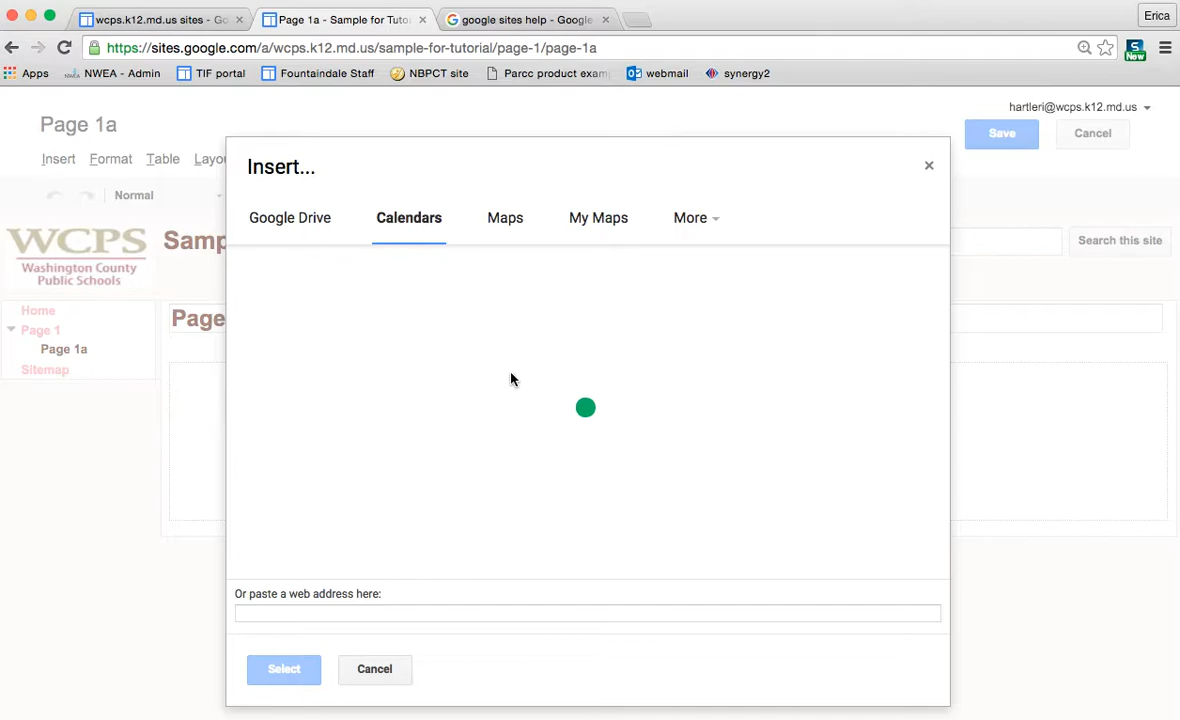 wcps.k12.md.us sites - Go
Page 1a - Sample for Tuto
google sites help - Google
Erica
https://sites.google.com/a/wcps.k12.md.us/sample-for-tutorial/page-1/page-1a
New
Apps
NWEA - Admin
TIF portal
Fountaindale Staff
NBPCT site
Parcc product exam
webmail
synergy2
hartleri@wcps.k12.md.us
Page 1a
Save
Cancel
Insert
Format
Table
Layou
Normal
Insert...
Google Drive
Calendars
Maps
My Maps
More
WCPS
Washington County
Public Schools
Samp
Search this site
Home
Page 1
Page 1a
Sitemap
Page
Or paste a web address here:
Select
Cancel